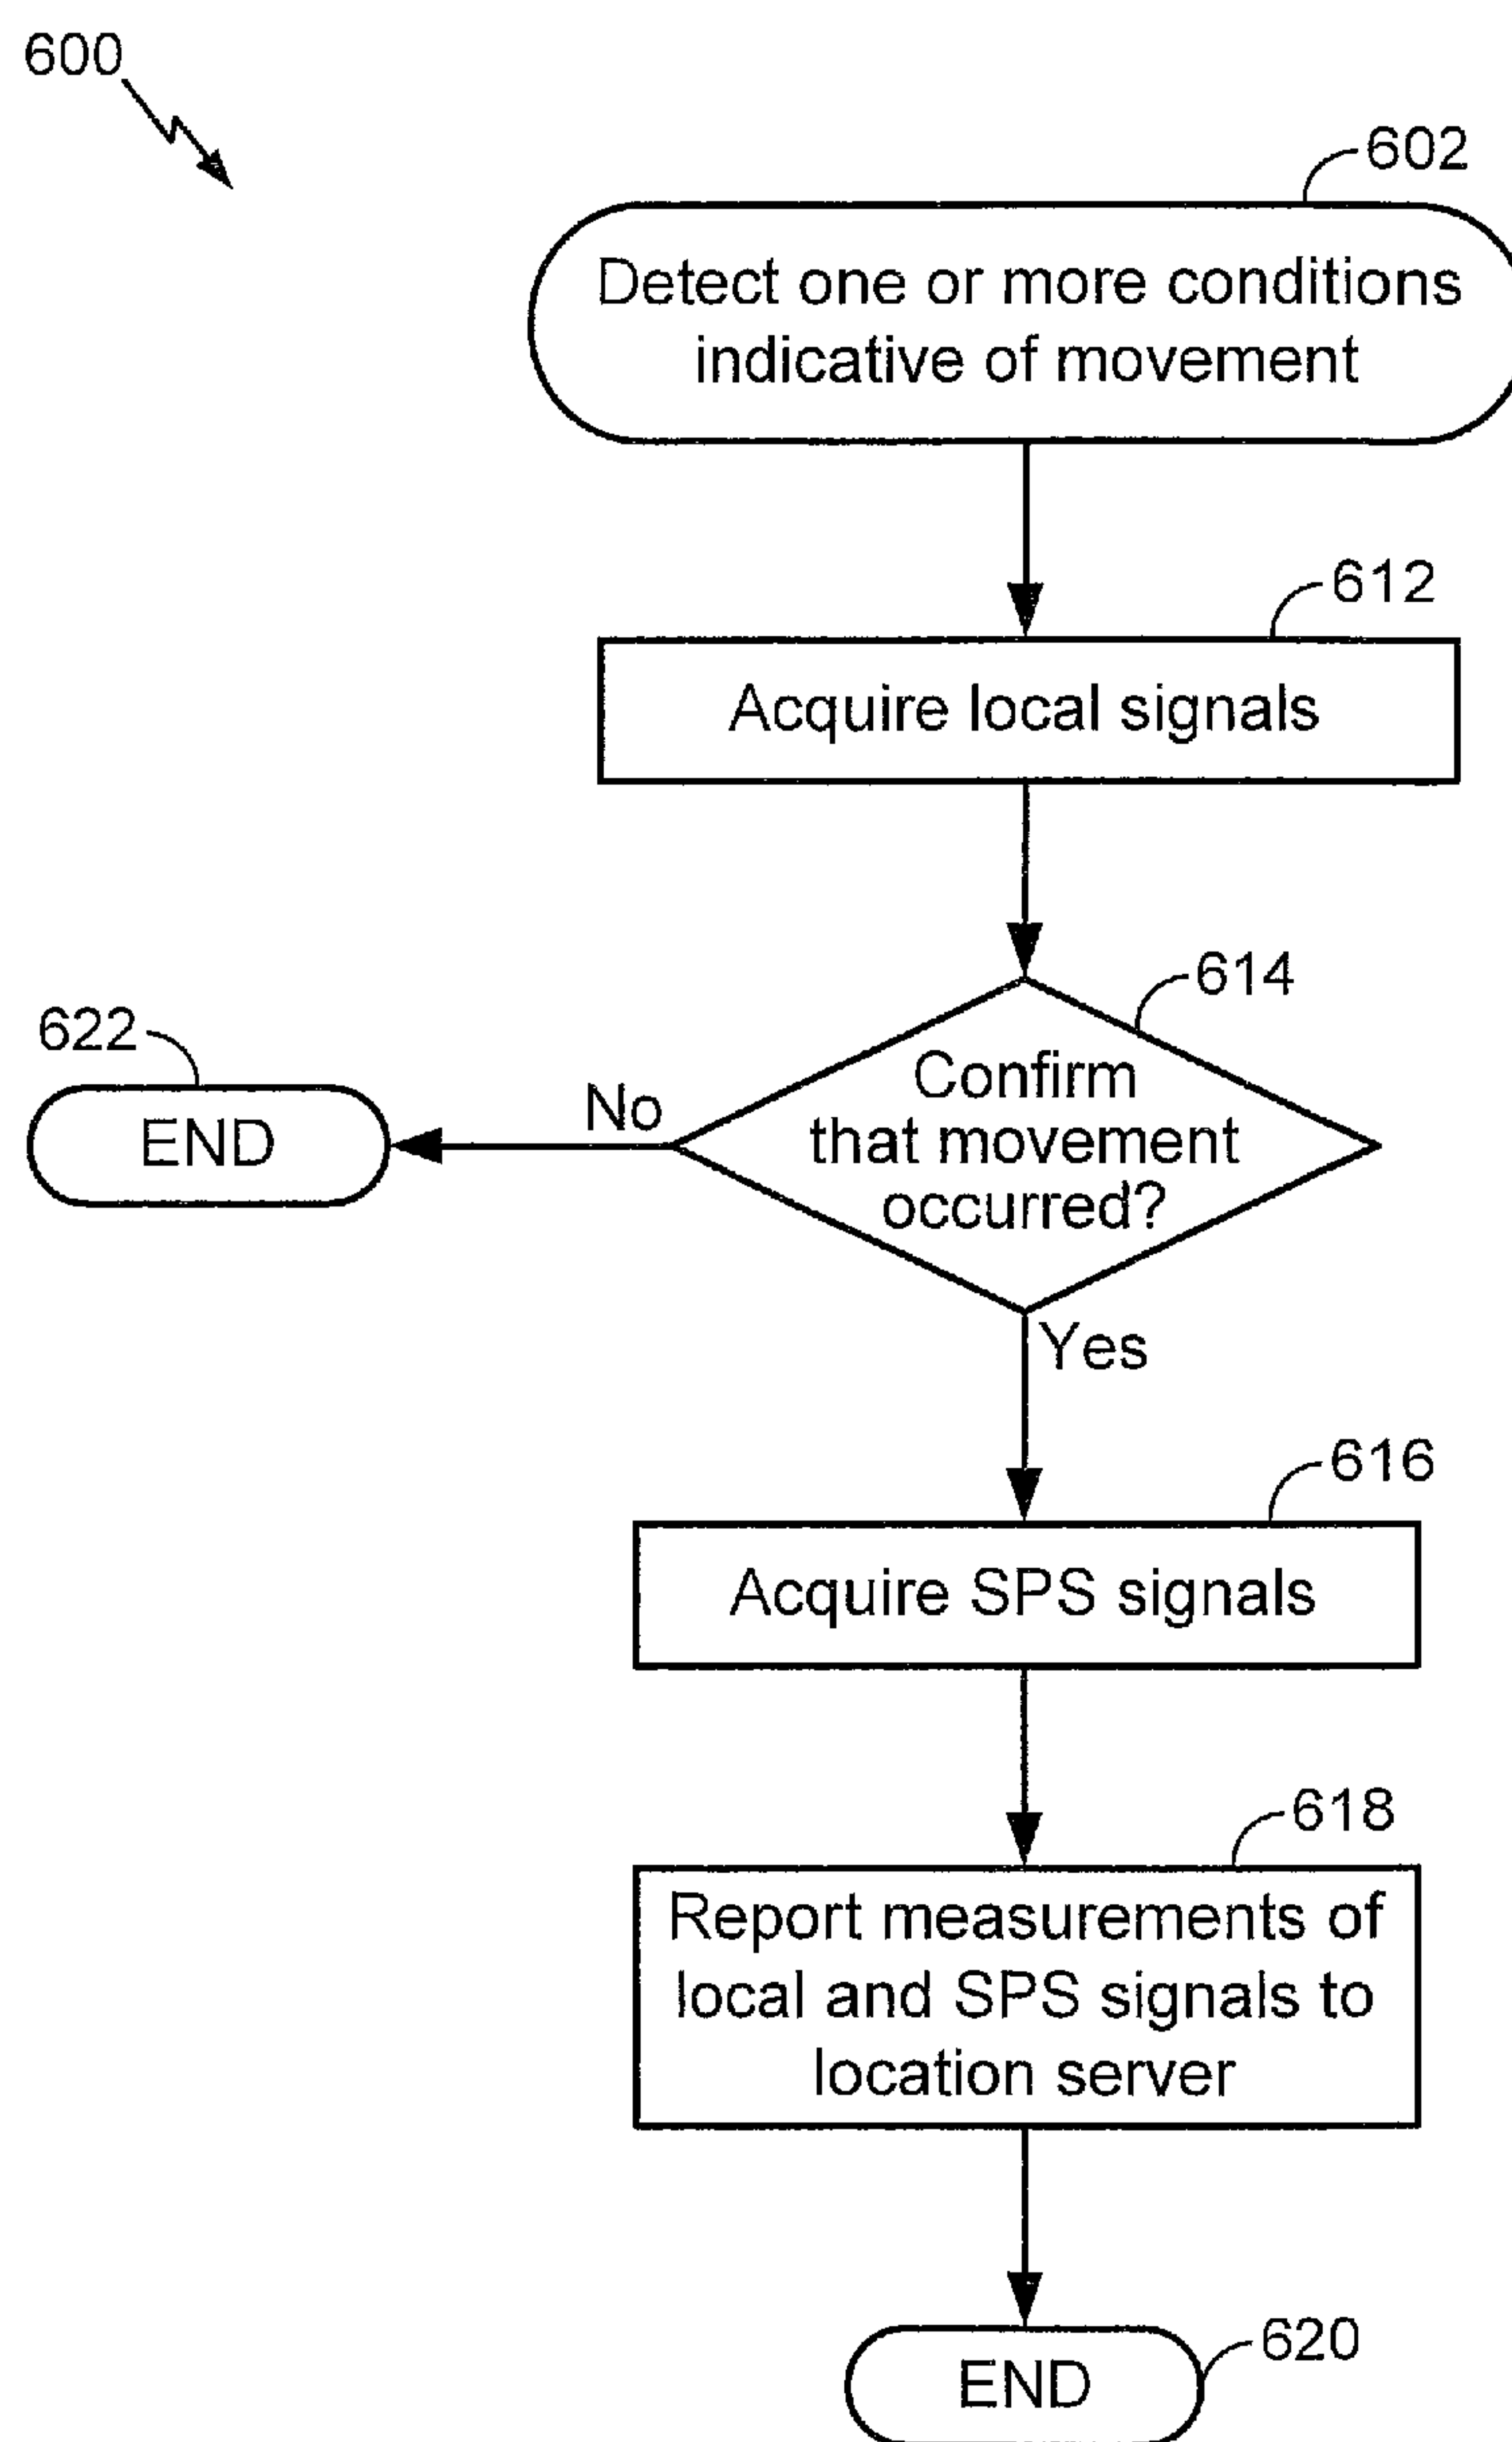 600
602
Detect one or more conditions
indicative of movement
612
Acquire local signals
614
Confirm
that movement
occurred?
622
END
No
Yes
616
Acquire SPS signals
618
Report measurements of
local and SPS signals to
location server
620
END